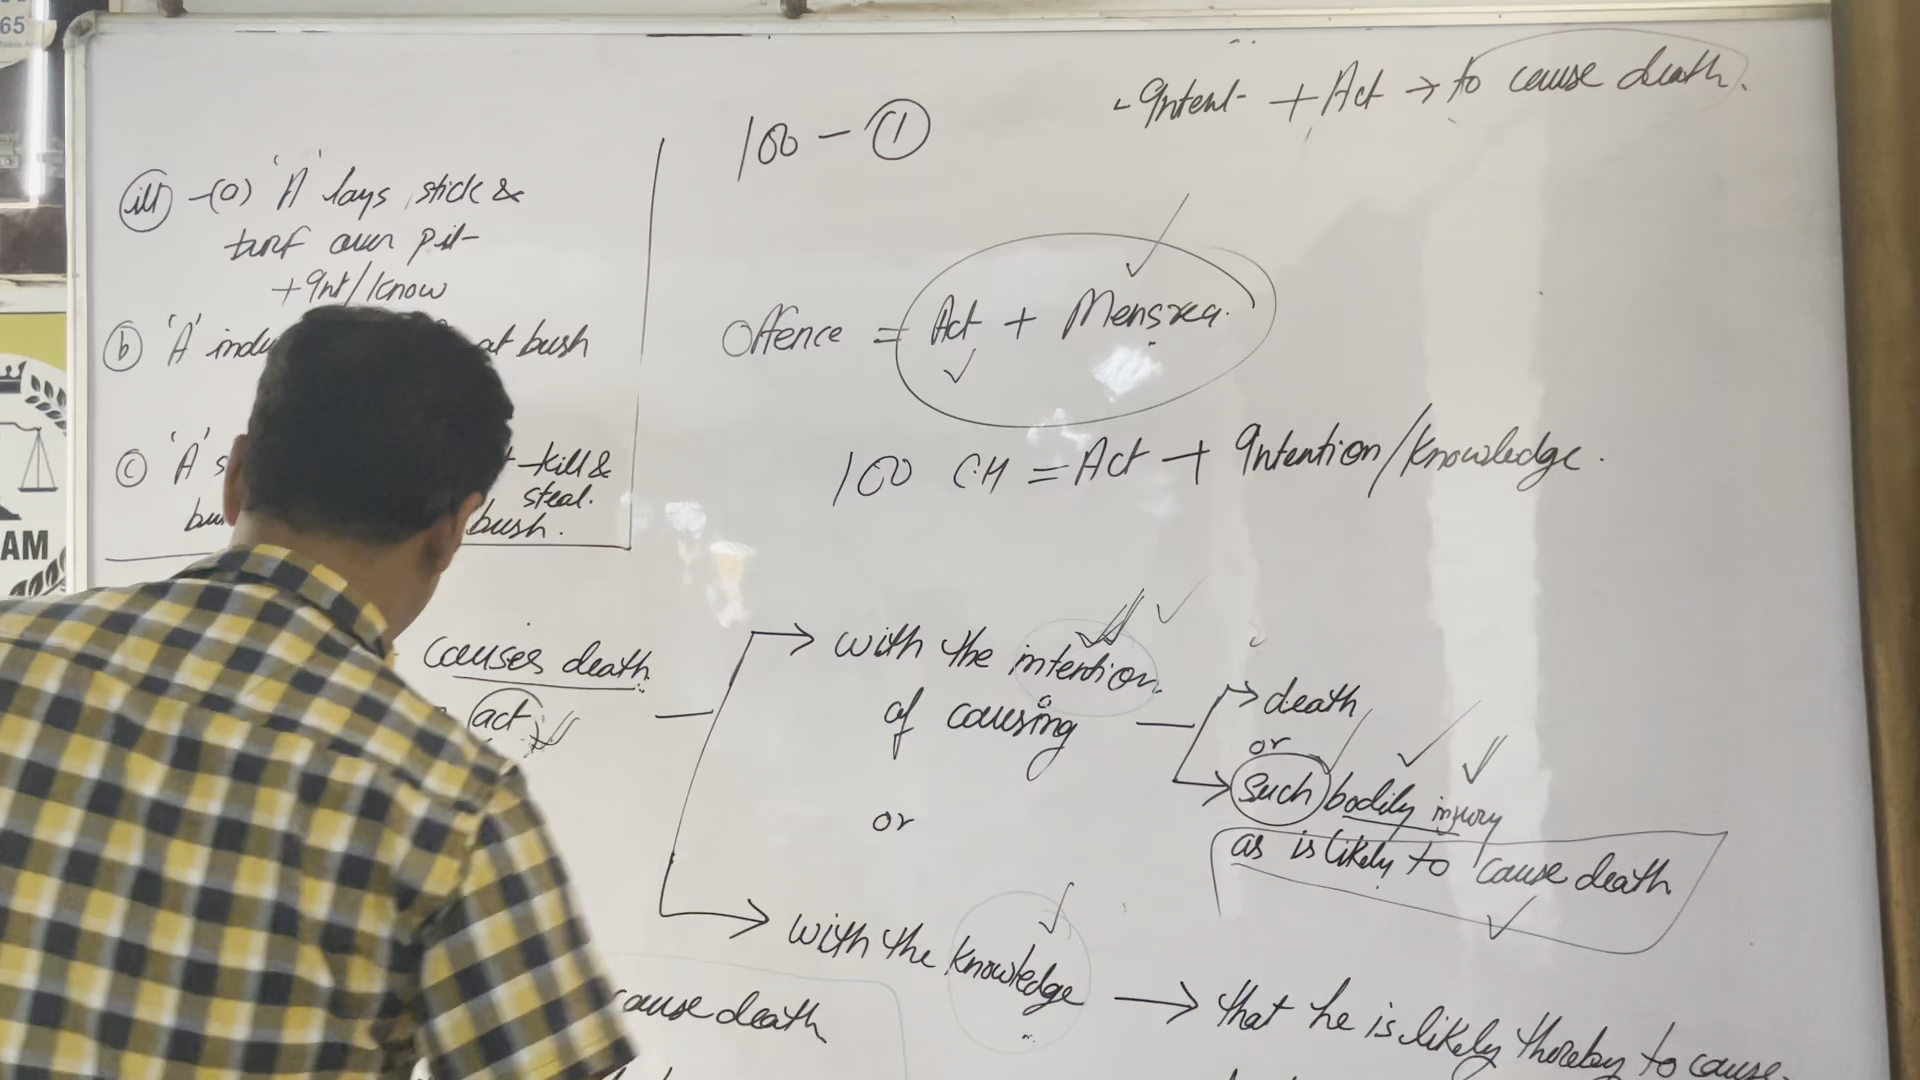 65
AM
ill - (a) 'A' lays stick &
turf over pit
+ Int/Know
(b) 'A' at bush
(c) 'A' s kill &
steal.
bush.
100 - (1)
- Intent + Act → to cause death.
Offence = Act + Mensrea.
100 CH = Act + Intention/Knowledge.
causes death
act
→ with the intention
of causing
→ death
or
→ such bodily injury
as is likely to cause death
or
→ with the knowledge → that he is likely thereby to cause
cause death